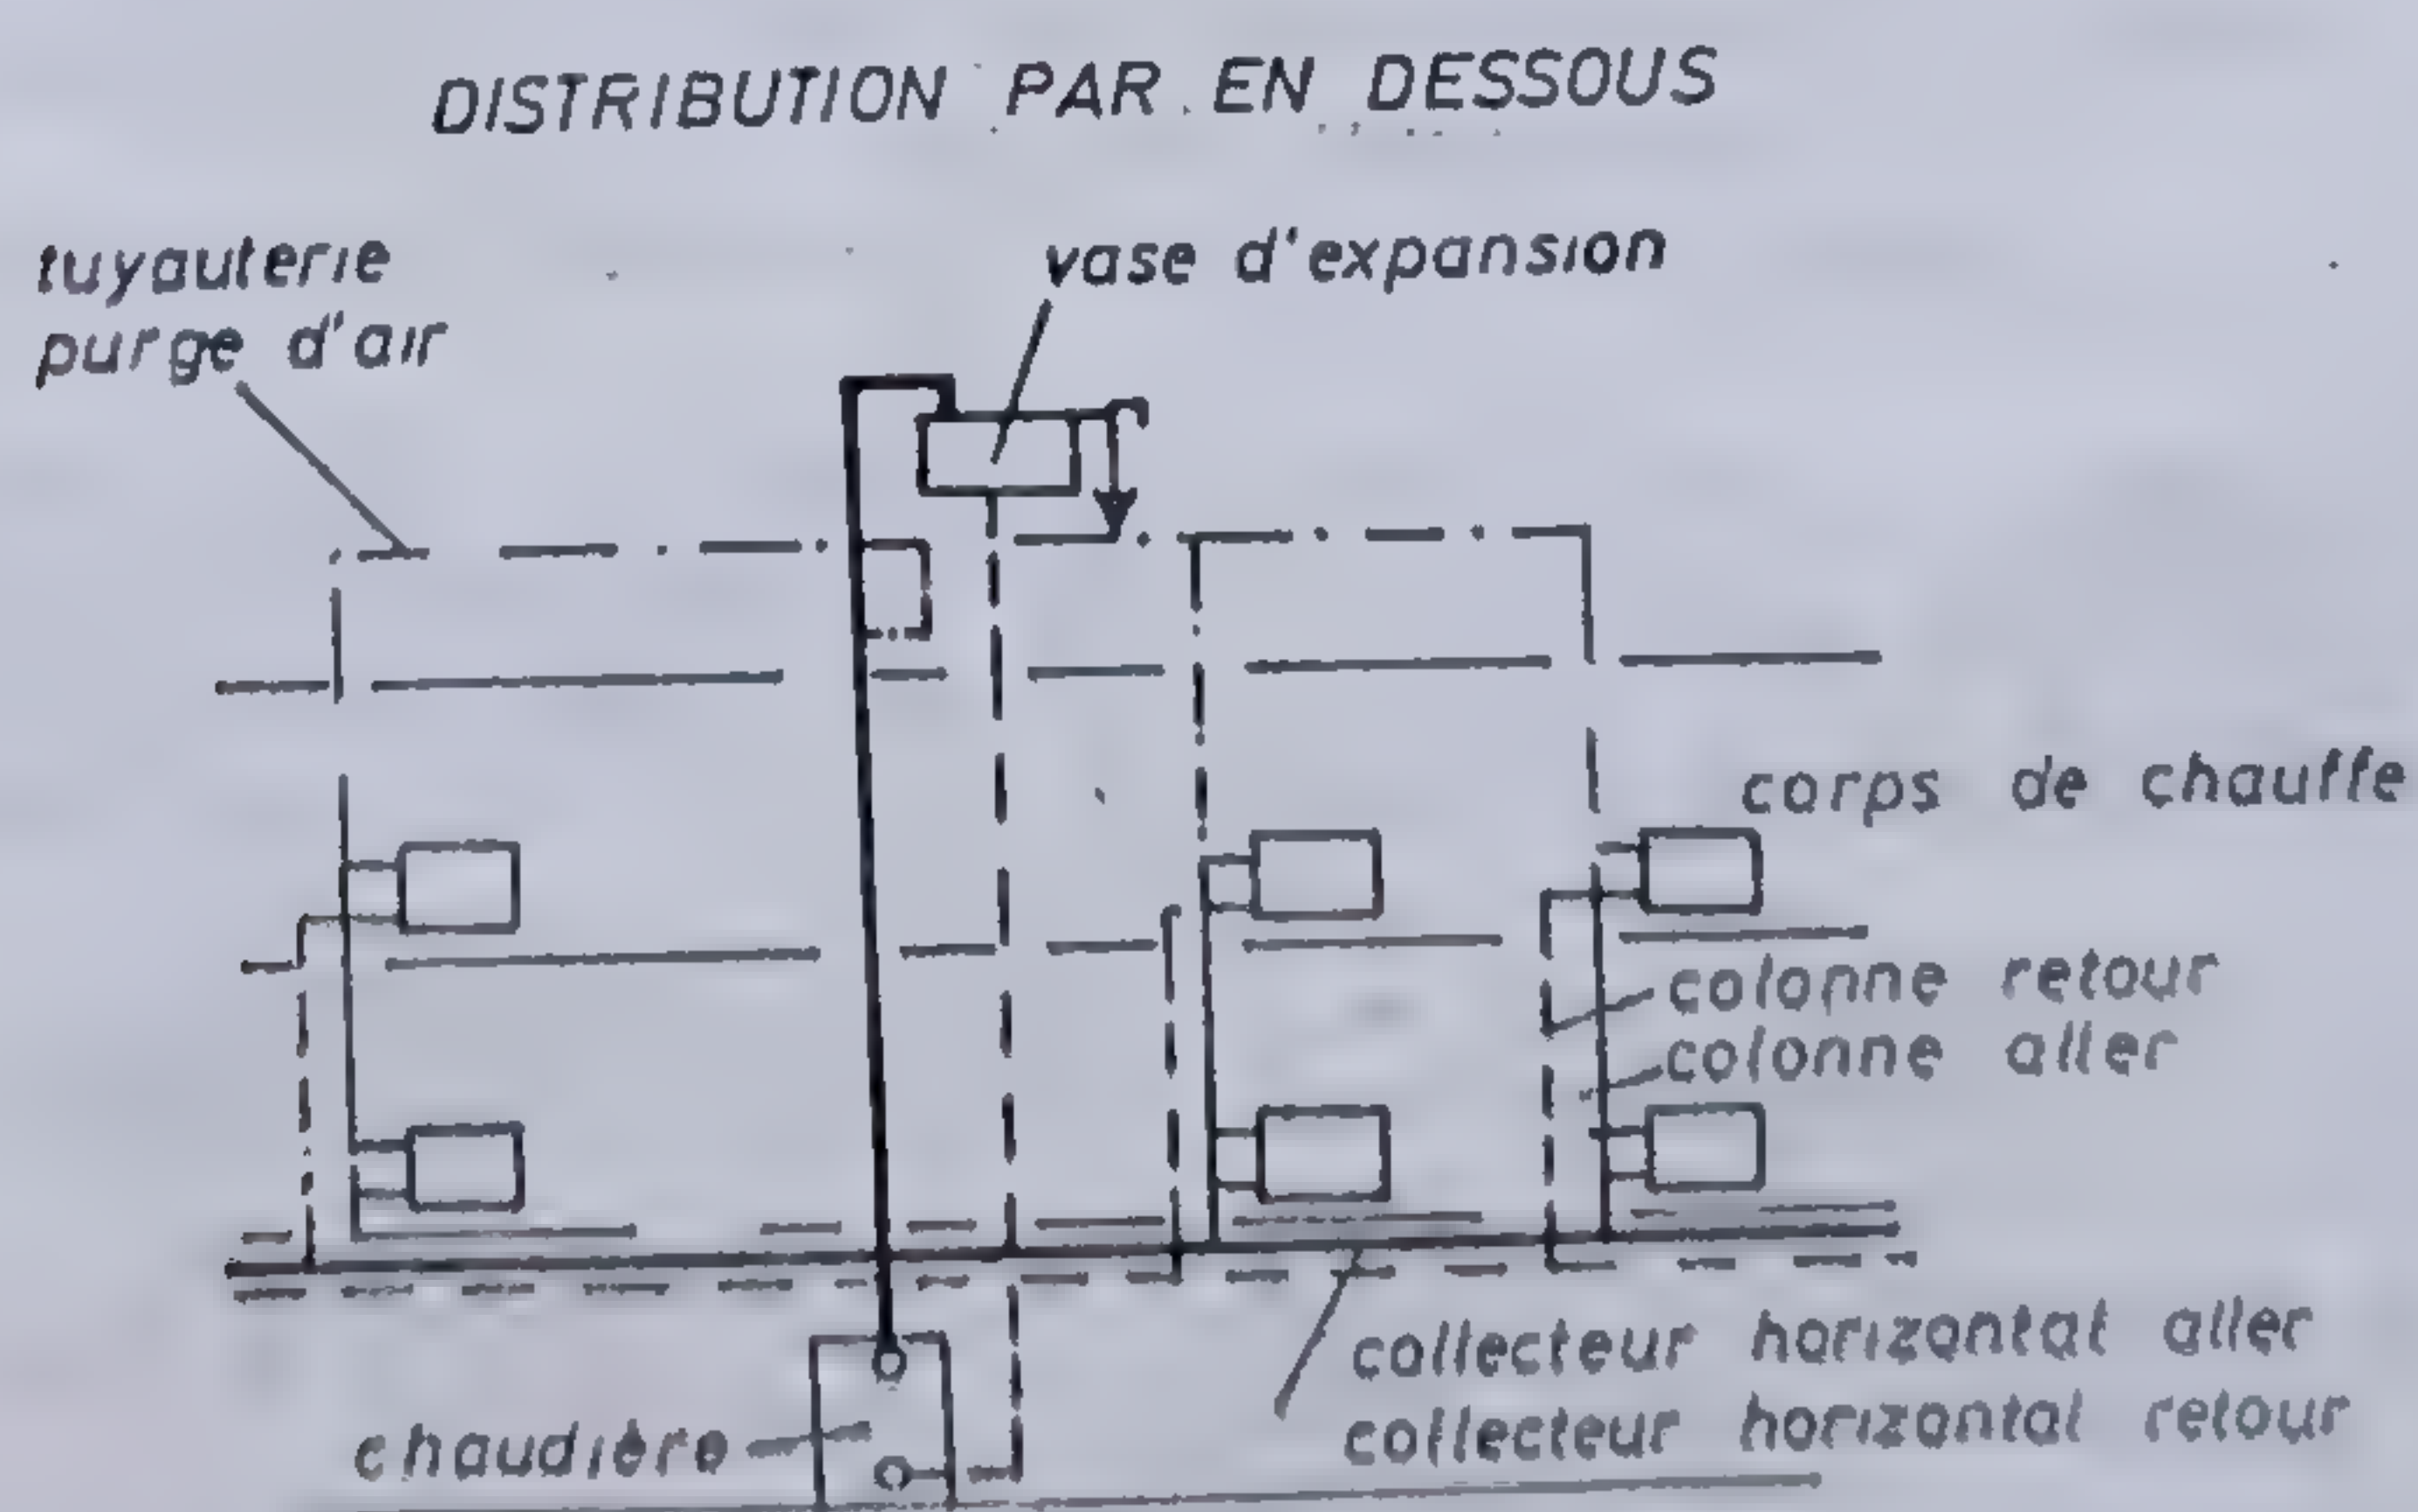 DISTRIBUTION PAR EN DESSOUS
tuyauterie
purge d'air
vase d'expansion
corps de chauffe
colonne retour
colonne aller
collecteur horizontal aller
collecteur horizontal retour
chaudière